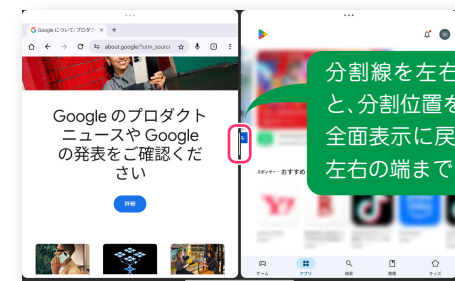 Google について: プロダク
about.google/?utm_sourc
Google のプロダクト
ニュースや Google
の発表をご確認くだ
さい
詳細
分割線を左右
と、分割位置を
全面表示に戻
左右の端まで
スポンサー・おすすめ
ゲーム
アプリ
検索
書籍
キッズ